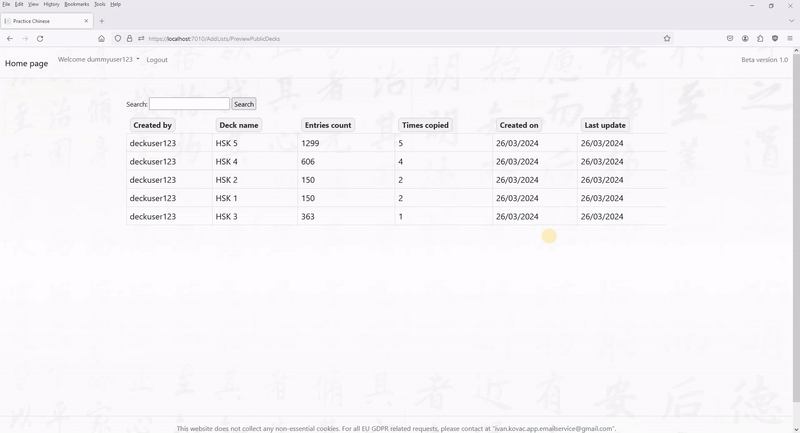 File Edit View History Bookmarks Tools Help
Practice Chinese
https://localhost:7010/AddLists/PreviewPublicDecks
Home page Welcome dummyuser123 Logout Beta version 1.0
Search: Search
Created by Deck name Entries count Times copied Created on Last update
deckuser123 HSK 5 1299 5 26/03/2024 26/03/2024
deckuser123 HSK 4 606 4 26/03/2024 26/03/2024
deckuser123 HSK 2 150 2 26/03/2024 26/03/2024
deckuser123 HSK 1 150 2 26/03/2024 26/03/2024
deckuser123 HSK 3 363 1 26/03/2024 26/03/2024
This website does not collect any non-essential cookies. For all EU GDPR related requests, please contact at "ivan.kovac.app.emailservice@gmail.com".